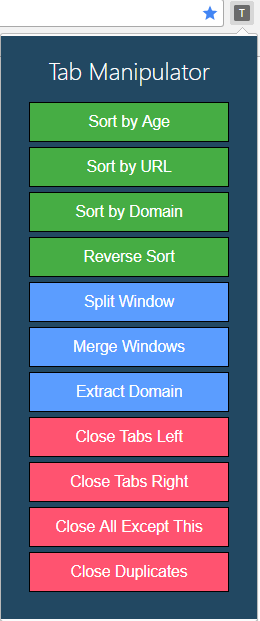 T
Tab Manipulator
Sort by Age
Sort by URL
Sort by Domain
Reverse Sort
Split Window
Merge Windows
Extract Domain
Close Tabs Left
Close Tabs Right
Close All Except This
Close Duplicates